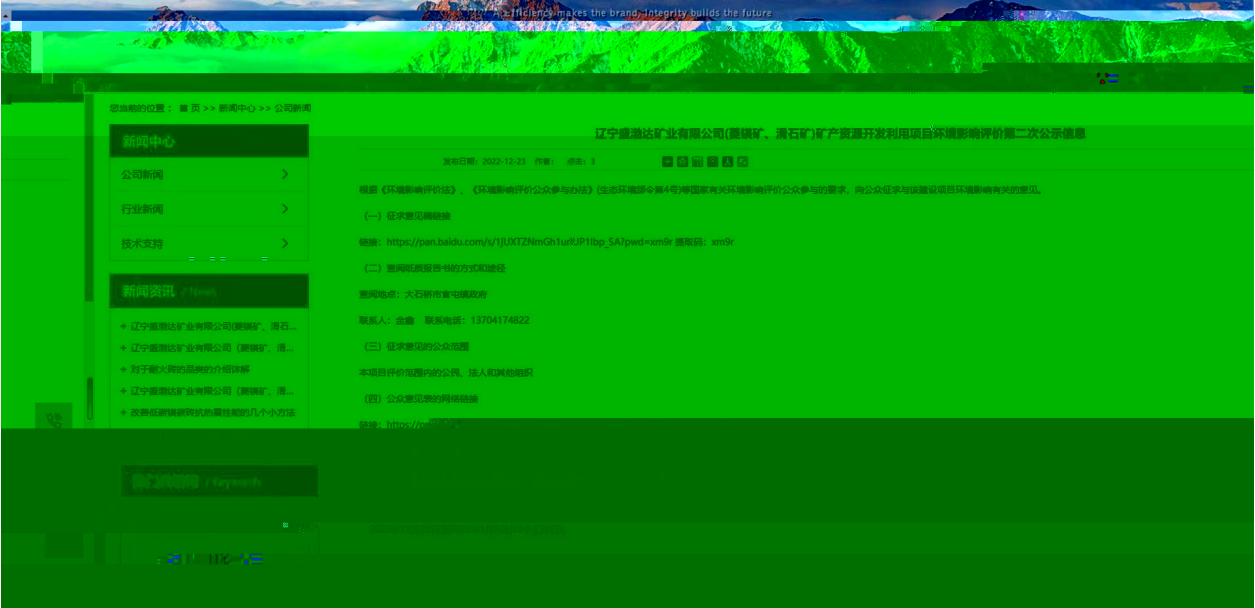 Efficiency makes the brand, Integrity builds the future
您当前的位置： 首 页 >> 新闻中心 >> 公司新闻
新闻中心
公司新闻
行业新闻
技术支持
新闻资讯 / News
+ 辽宁盛渤达矿业有限公司(菱镁矿、滑石...
+ 辽宁盛渤达矿业有限公司（菱镁矿、滑...
+ 对于耐火砖的品类的介绍详解
+ 辽宁盛渤达矿业有限公司（菱镁矿、滑...
+ 改善低碳镁碳砖抗热震性能的几个小方法
/ Keywords
辽宁盛渤达矿业有限公司(菱镁矿、滑石矿)矿产资源开发利用项目环境影响评价第二次公示信息
发布日期：2022-12-23 作者： 点击：3
根据《环境影响评价法》、《环境影响评价公众参与办法》(生态环境部令第4号)等国家有关环境影响评价公众参与的要求，向公众征求与该建设项目环境影响有关的意见。
（一）征求意见稿链接
链接：提取码：xm9r
（二）查阅纸质报告书的方式和途径
查阅地点：大石桥市官屯镇政府
联系人：金鑫 联系电话：13704174822
（三）征求意见的公众范围
本项目评价范围内的公民、法人和其他组织
（四）公众意见表的网络链接
链接：